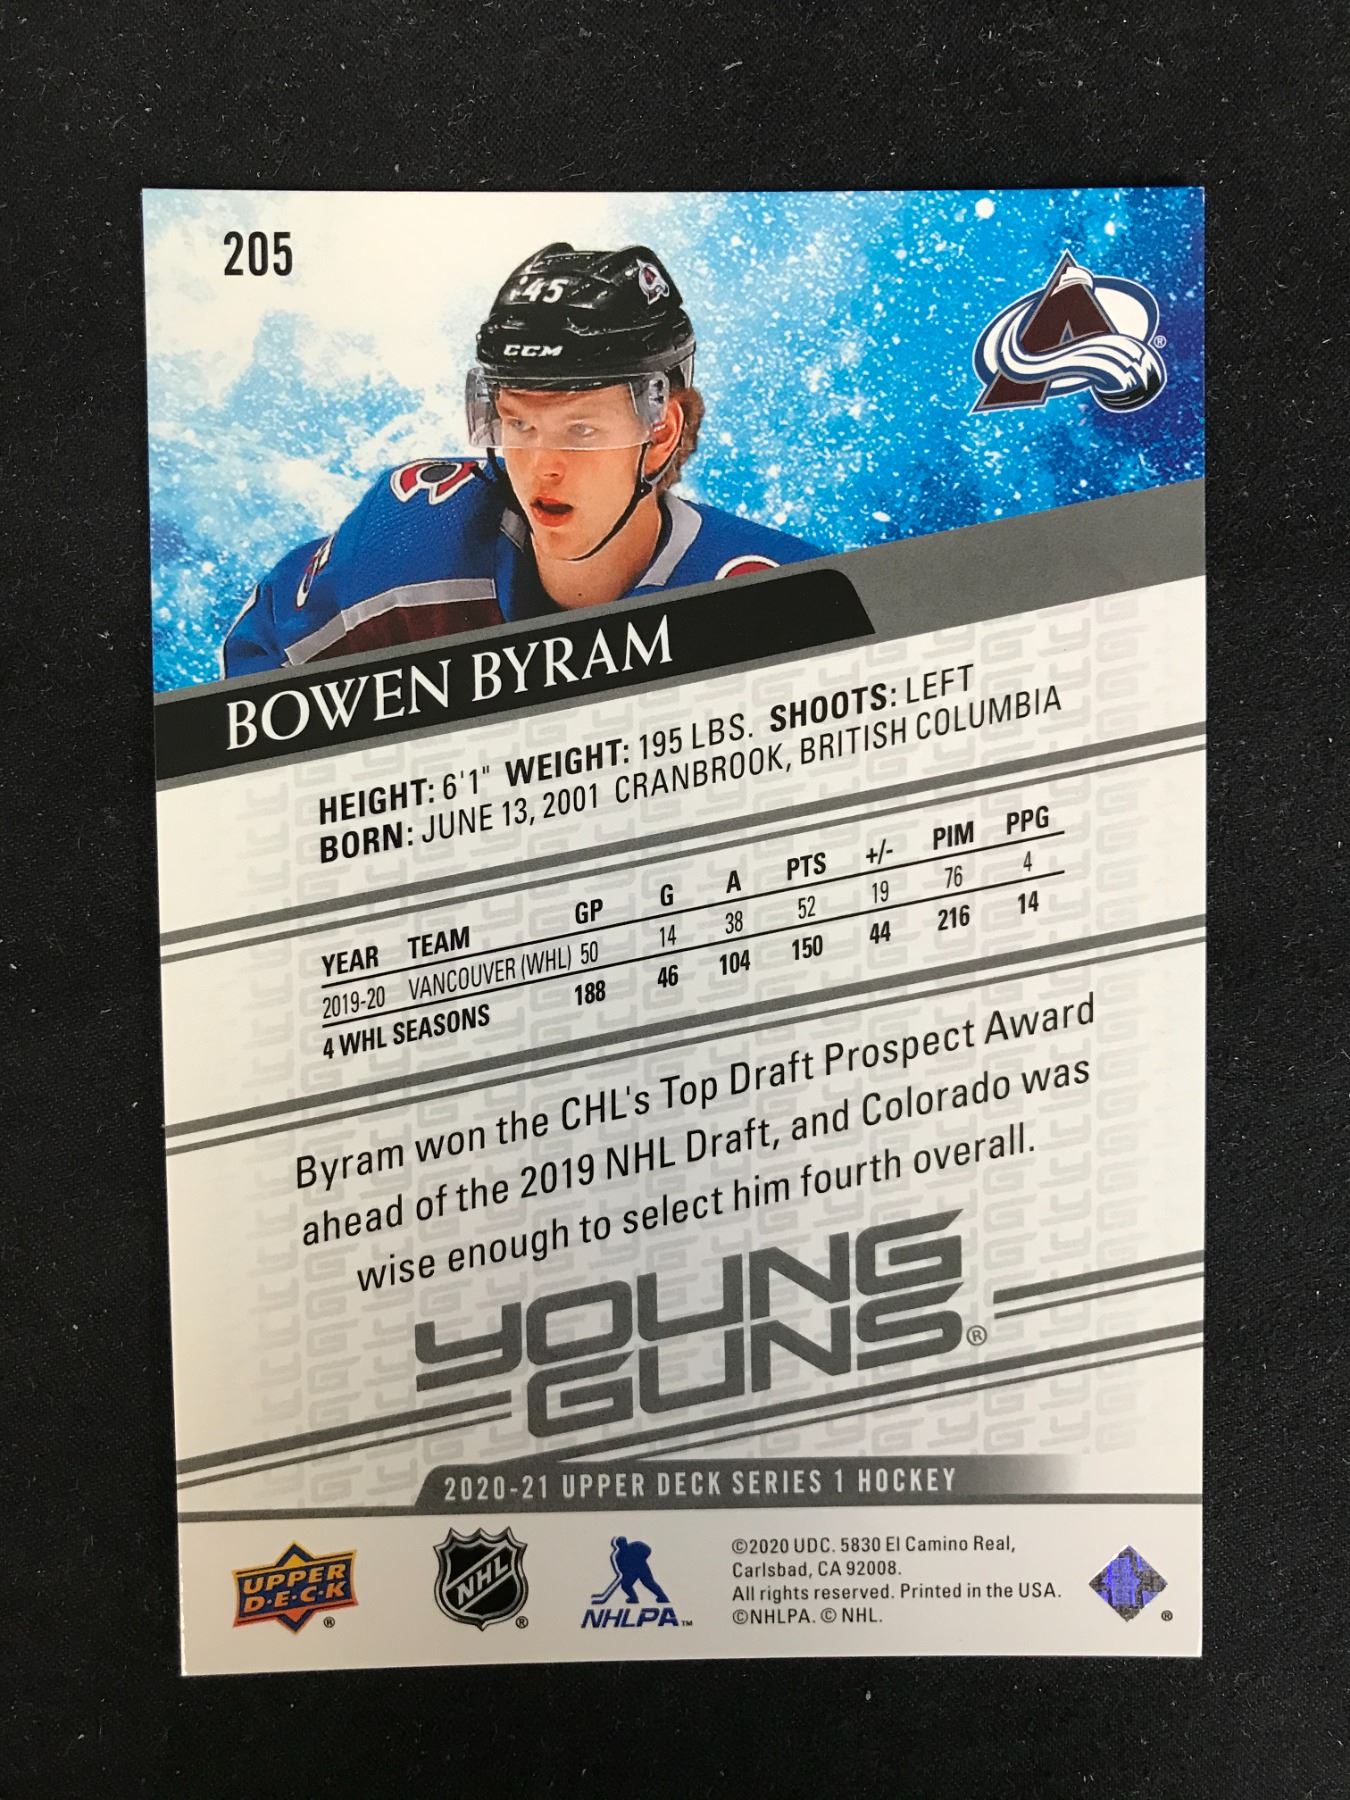 205
45
CCM
A ®
BOWEN BYRAM
HEIGHT: 6'1" WEIGHT: 195 LBS. SHOOTS: LEFT
BORN: JUNE 13, 2001 CRANBROOK, BRITISH COLUMBIA
YEAR TEAM GP G A PTS +/- PIM PPG
2019-20 VANCOUVER (WHL) 50 14 38 52 19 76 4
4 WHL SEASONS 188 46 104 150 44 216 14
Byram won the CHL's Top Draft Prospect Award
ahead of the 2019 NHL Draft, and Colorado was
wise enough to select him fourth overall.
YOUNG
GUNS®
2020-21 UPPER DECK SERIES 1 HOCKEY
UPPER
D•E•C•K ®
NHL ®
NHLPA™
©2020 UDC. 5830 El Camino Real,
Carlsbad, CA 92008.
All rights reserved. Printed in the USA.
©NHLPA. © NHL.
®